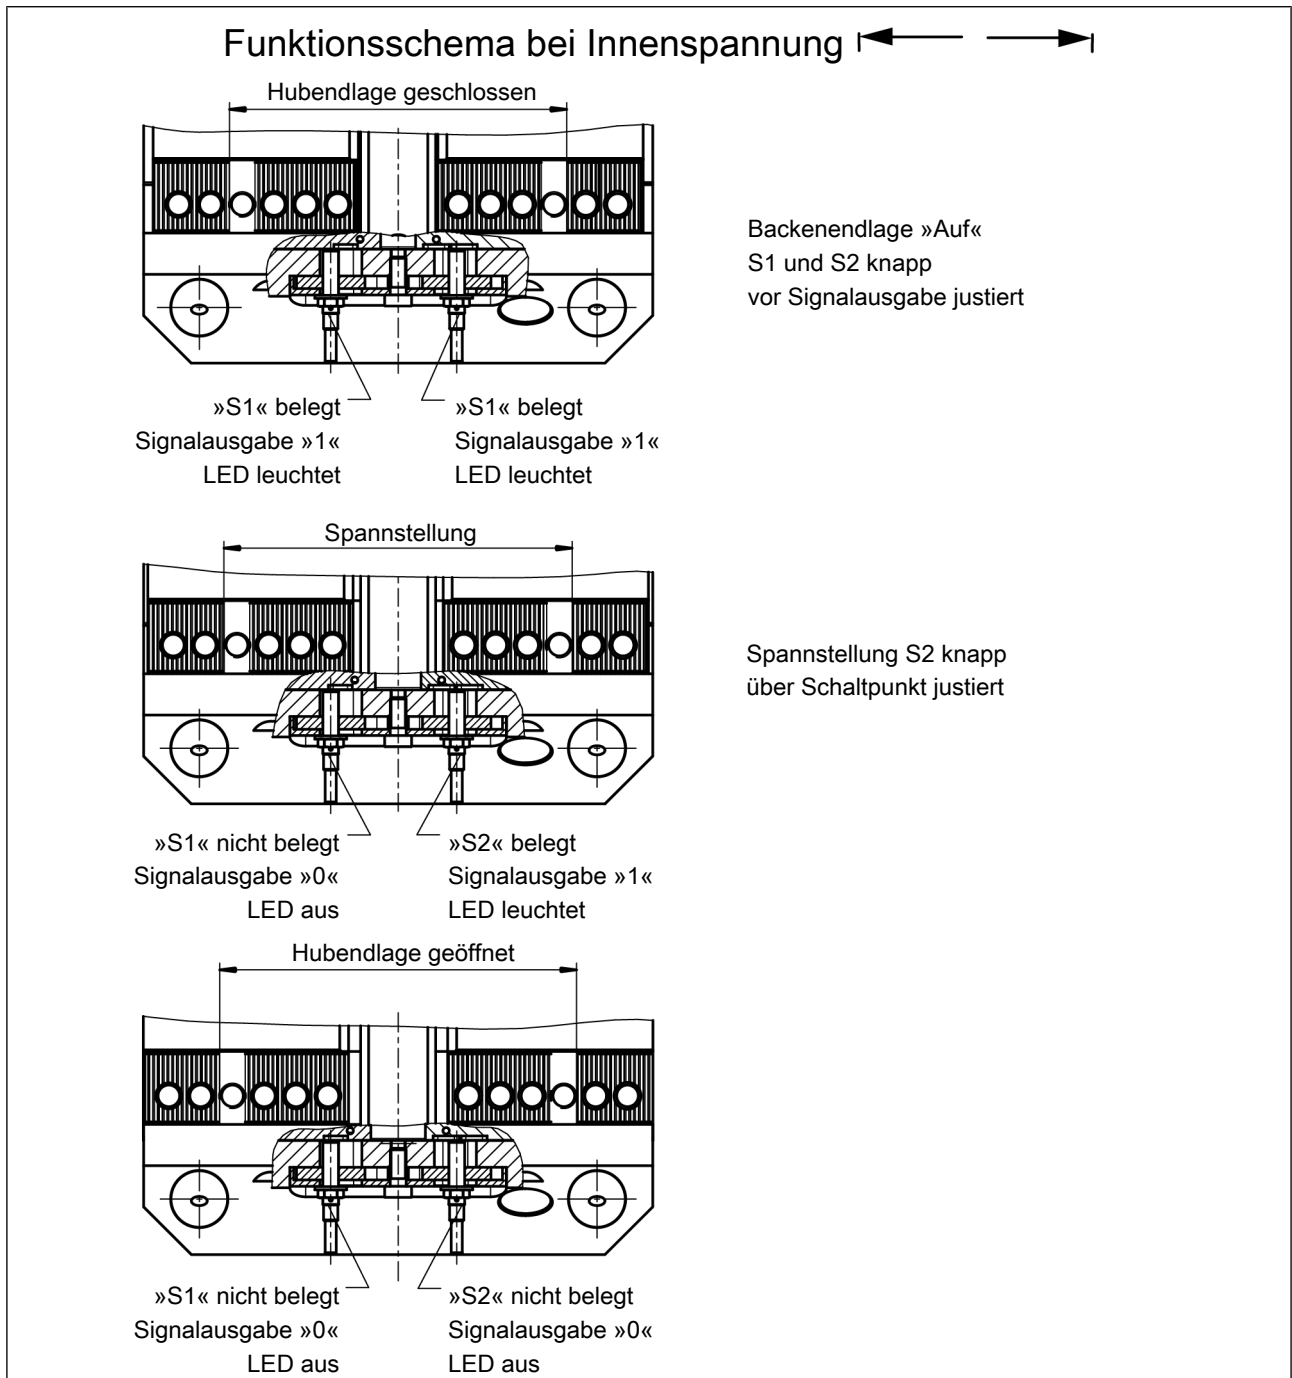 Funktionsschema bei Innenspannung
Hubendlage geschlossen
Backenendlage »Auf«
S1 und S2 knapp
vor Signalausgabe justiert
»S1« belegt
Signalausgabe »1«
LED leuchtet
»S1« belegt
Signalausgabe »1«
LED leuchtet
Spannstellung
Spannstellung S2 knapp
über Schaltpunkt justiert
»S1« nicht belegt
Signalausgabe »0«
LED aus
»S2« belegt
Signalausgabe »1«
LED leuchtet
Hubendlage geöffnet
»S1« nicht belegt
Signalausgabe »0«
LED aus
»S2« nicht belegt
Signalausgabe »0«
LED aus